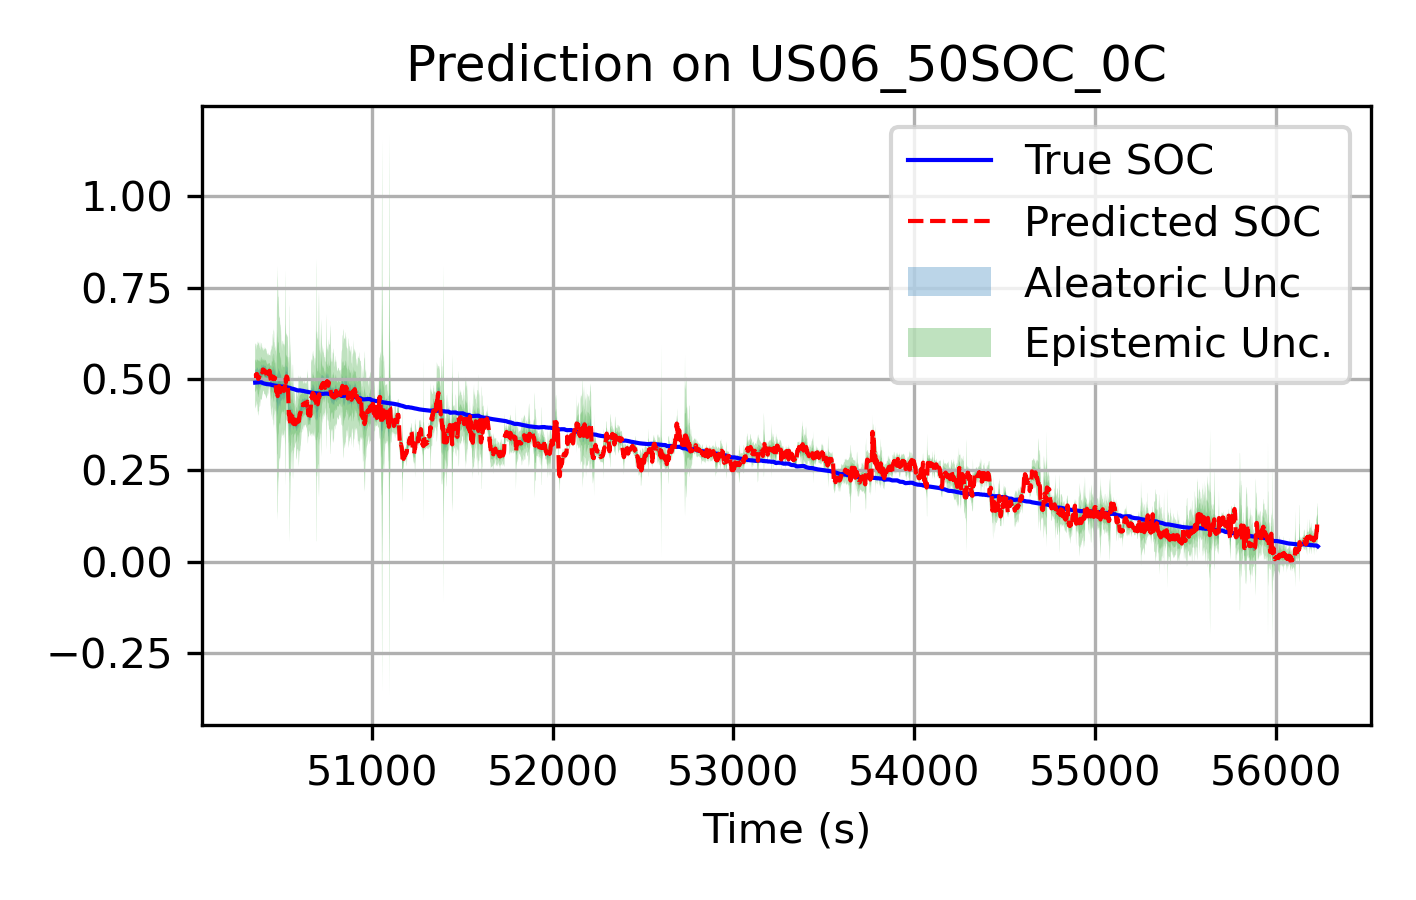 Prediction on US06_50SOC_0C
True SOC
Predicted SOC
Aleatoric Unc
Epistemic Unc.
1.00
0.75
0.50
0.25
0.00
−0.25
51000 52000 53000 54000 55000 56000
Time (s)